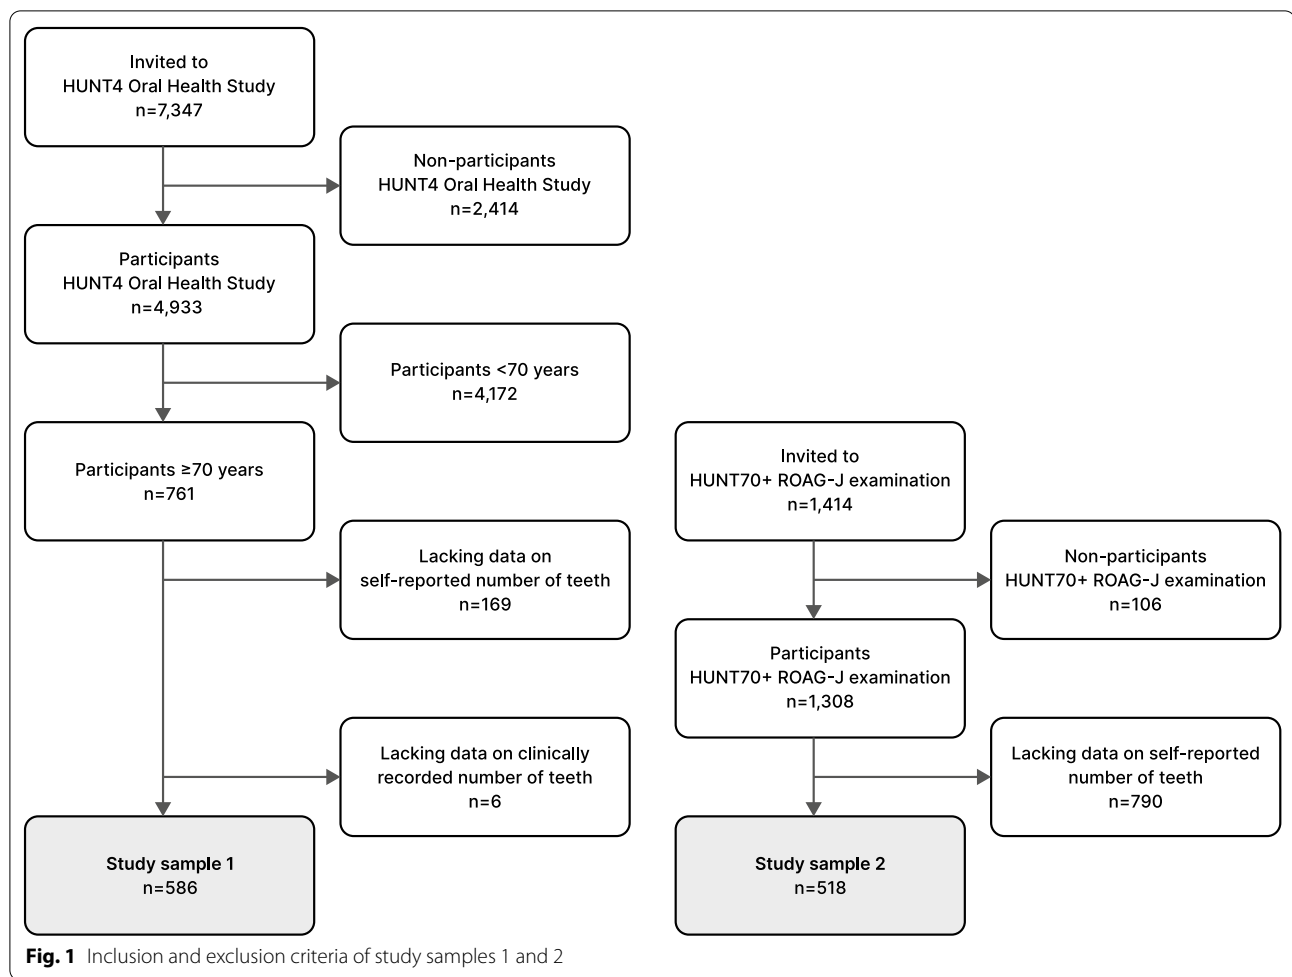 Invited to
HUNT4 Oral Health Study
n=7,347
Non-participants
HUNT4 Oral Health Study
n=2,414
Participants
HUNT4 Oral Health Study
n=4,933
Participants <70 years
n=4,172
Participants ≥70 years
n=761
Lacking data on
self-reported number of teeth
n=169
Lacking data on clinically
recorded number of teeth
n=6
Study sample 1
n=586
Invited to
HUNT70+ ROAG-J examination
n=1,414
Non-participants
HUNT70+ ROAG-J examination
n=106
Participants
HUNT70+ ROAG-J examination
n=1,308
Lacking data on self-reported
number of teeth
n=790
Study sample 2
n=518
Fig. 1 Inclusion and exclusion criteria of study samples 1 and 2